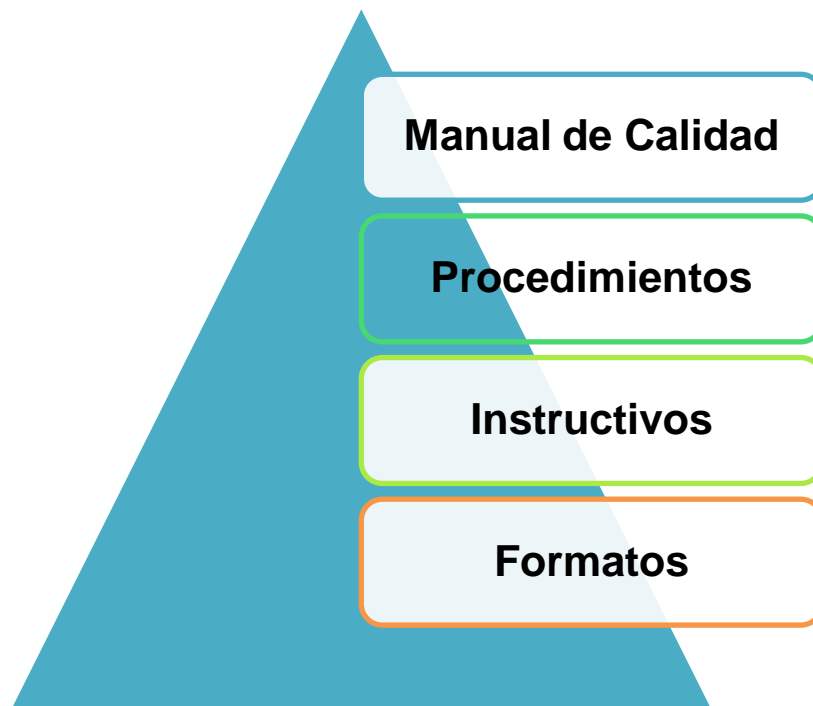 Manual de Calidad
Procedimientos
Instructivos
Formatos